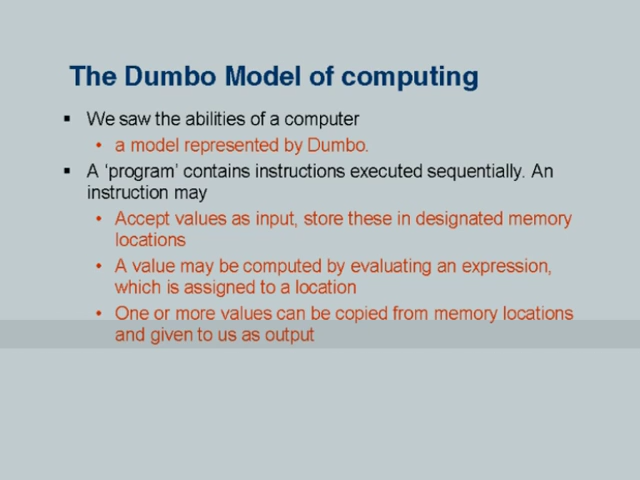 The Dumbo Model of computing
▪ We saw the abilities of a computer
• a model represented by Dumbo.
▪ A ‘program’ contains instructions executed sequentially. An
instruction may
• Accept values as input, store these in designated memory
locations
• A value may be computed by evaluating an expression,
which is assigned to a location
• One or more values can be copied from memory locations
and given to us as output